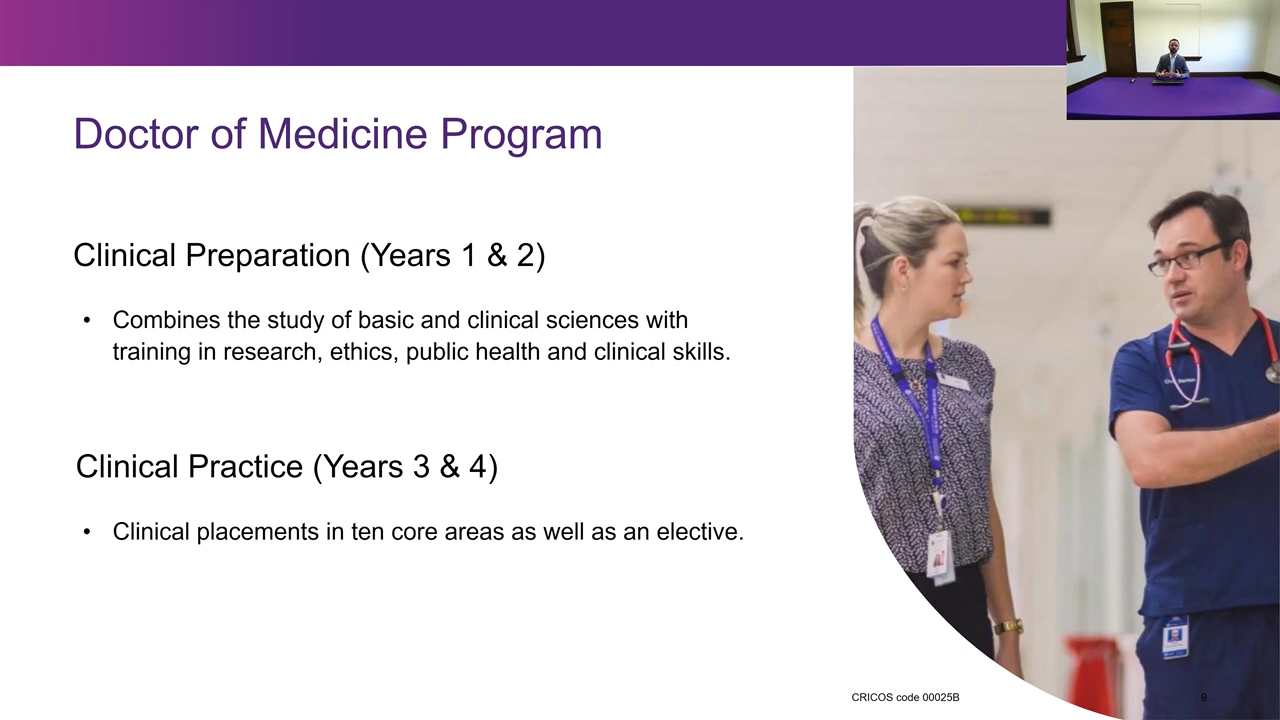 Doctor of Medicine Program
Clinical Preparation (Years 1 & 2)
• Combines the study of basic and clinical sciences with
training in research, ethics, public health and clinical skills.
Clinical Practice (Years 3 & 4)
• Clinical placements in ten core areas as well as an elective.
CRICOS code 00025B
9